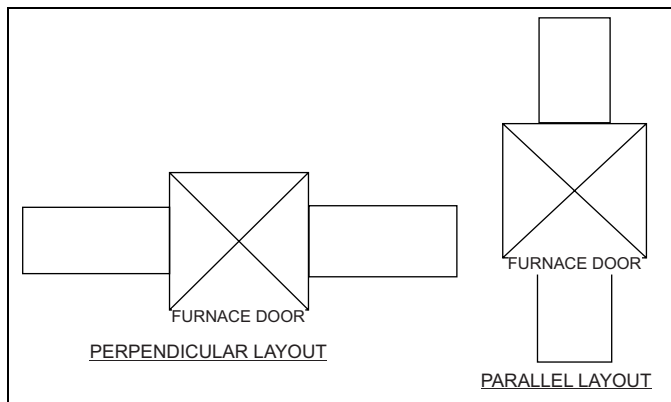 FURNACE DOOR
PERPENDICULAR LAYOUT
FURNACE DOOR
PARALLEL LAYOUT